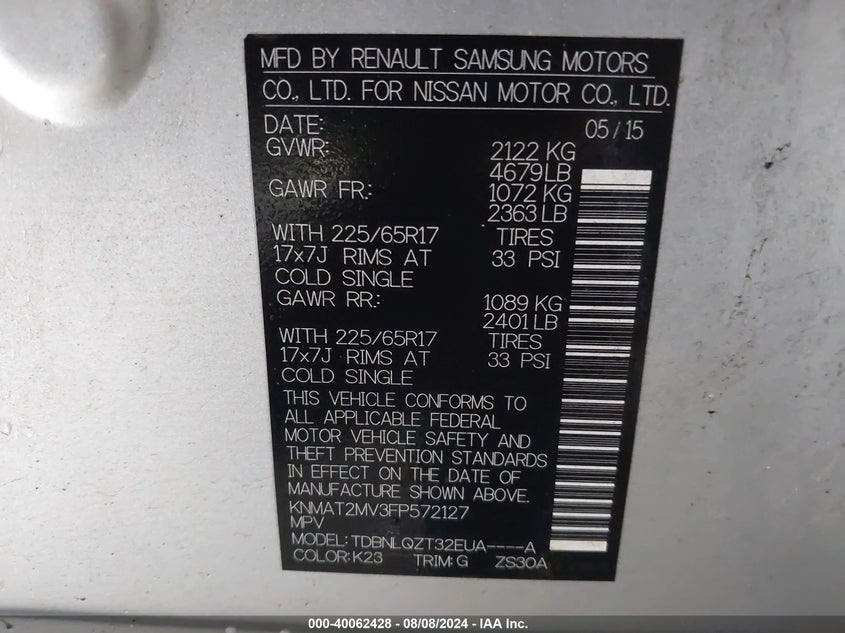 MFD BY RENAULT SAMSUNG MOTORS
CO., LTD. FOR NISSAN MOTOR CO., LTD.
DATE: 05/15
GVWR: 2122 KG
4679 LB
GAWR FR.: 1072 KG
2363 LB
WITH 225/65R17 TIRES
17x7J RIMS AT 33 PSI
COLD SINGLE
GAWR RR.: 1089 KG
2401 LB
WITH 225/65R17 TIRES
17x7J RIMS AT 33 PSI
COLD SINGLE
THIS VEHICLE CONFORMS TO
ALL APPLICABLE FEDERAL
MOTOR VEHICLE SAFETY AND
THEFT PREVENTION STANDARDS
IN EFFECT ON THE DATE OF
MANUFACTURE SHOWN ABOVE.
KNMAT2MV3FP572127
MPV
MODEL: TDBNLQZT32EUA----A
COLOR:K23 TRIM:G ZS30A
000-40062428 - 08/08/2024 - IAA Inc.